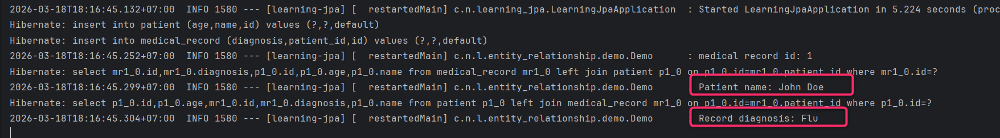 2026-03-18T18:16:45.132+07:00  INFO 1580 --- [learning-jpa] [  restartedMain] c.n.learning_jpa.LearningJpaApplication  : Started LearningJpaApplication in 5.224 seconds (proc
Hibernate: insert into patient (age,name,id) values (?,?,default)
Hibernate: insert into medical_record (diagnosis,patient_id,id) values (?,?,default)
2026-03-18T18:16:45.252+07:00  INFO 1580 --- [learning-jpa] [  restartedMain] c.n.l.entity_relationship.demo.Demo      : medical record id: 1
Hibernate: select mr1_0.id,mr1_0.diagnosis,p1_0.id,p1_0.age,p1_0.name from medical_record mr1_0 left join patient p1_0 on p1_0.id=mr1_0.patient_id where mr1_0.id=?
2026-03-18T18:16:45.299+07:00  INFO 1580 --- [learning-jpa] [  restartedMain] c.n.l.entity_relationship.demo.Demo      Patient name: John Doe
Hibernate: select p1_0.id,p1_0.age,mr1_0.id,mr1_0.diagnosis,p1_0.name from patient p1_0 left join medical_record mr1_0 on p1_0.id=mr1_0.patient_id where p1_0.id=?
2026-03-18T18:16:45.304+07:00  INFO 1580 --- [learning-jpa] [  restartedMain] c.n.l.entity_relationship.demo.Demo      Record diagnosis: Flu